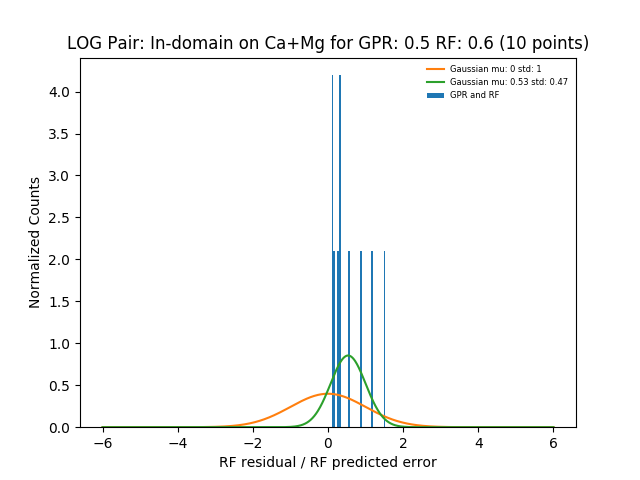 LOG Pair: In-domain on Ca+Mg for GPR: 0.5 RF: 0.6 (10 points)
Gaussian mu: 0 std: 1
Gaussian mu: 0.53 std: 0.47
GPR and RF
Normalized Counts
4.0
3.5
3.0
2.5
2.0
1.5
1.0
0.5
0.0
−6 −4 −2 0 2 4 6
RF residual / RF predicted error